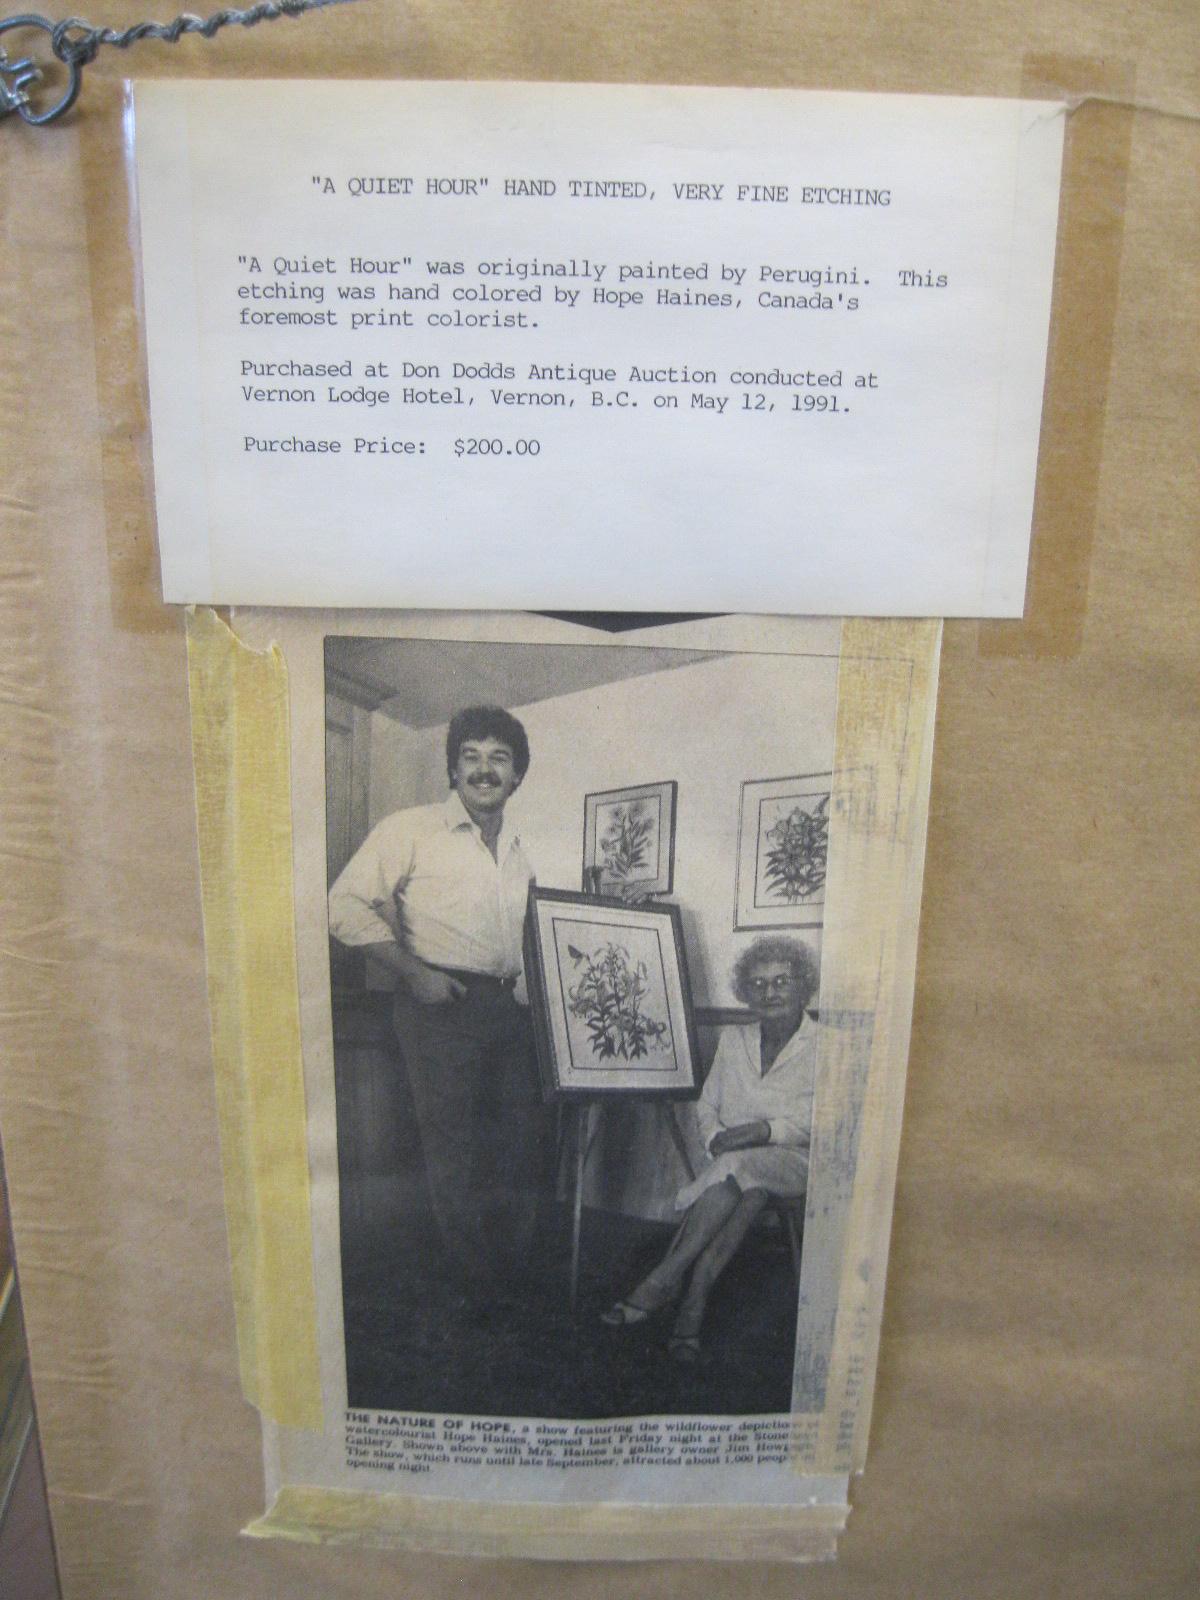 "A QUIET HOUR" HAND TINTED, VERY FINE ETCHING
"A Quiet Hour" was originally painted by Perugini. This
etching was hand colored by Hope Haines, Canada's
foremost print colorist.
Purchased at Don Dodds Antique Auction conducted at
Vernon Lodge Hotel, Vernon, B.C. on May 12, 1991.
Purchase Price: $200.00
THE NATURE OF HOPE, a show featuring the wildflower
watercolourist Hope Haines, opened last Friday night at the Stone
Gallery. Shown above with Mrs. Haines is gallery owner Jim
The show, which runs until late September, attracted about 1,000
opening night.